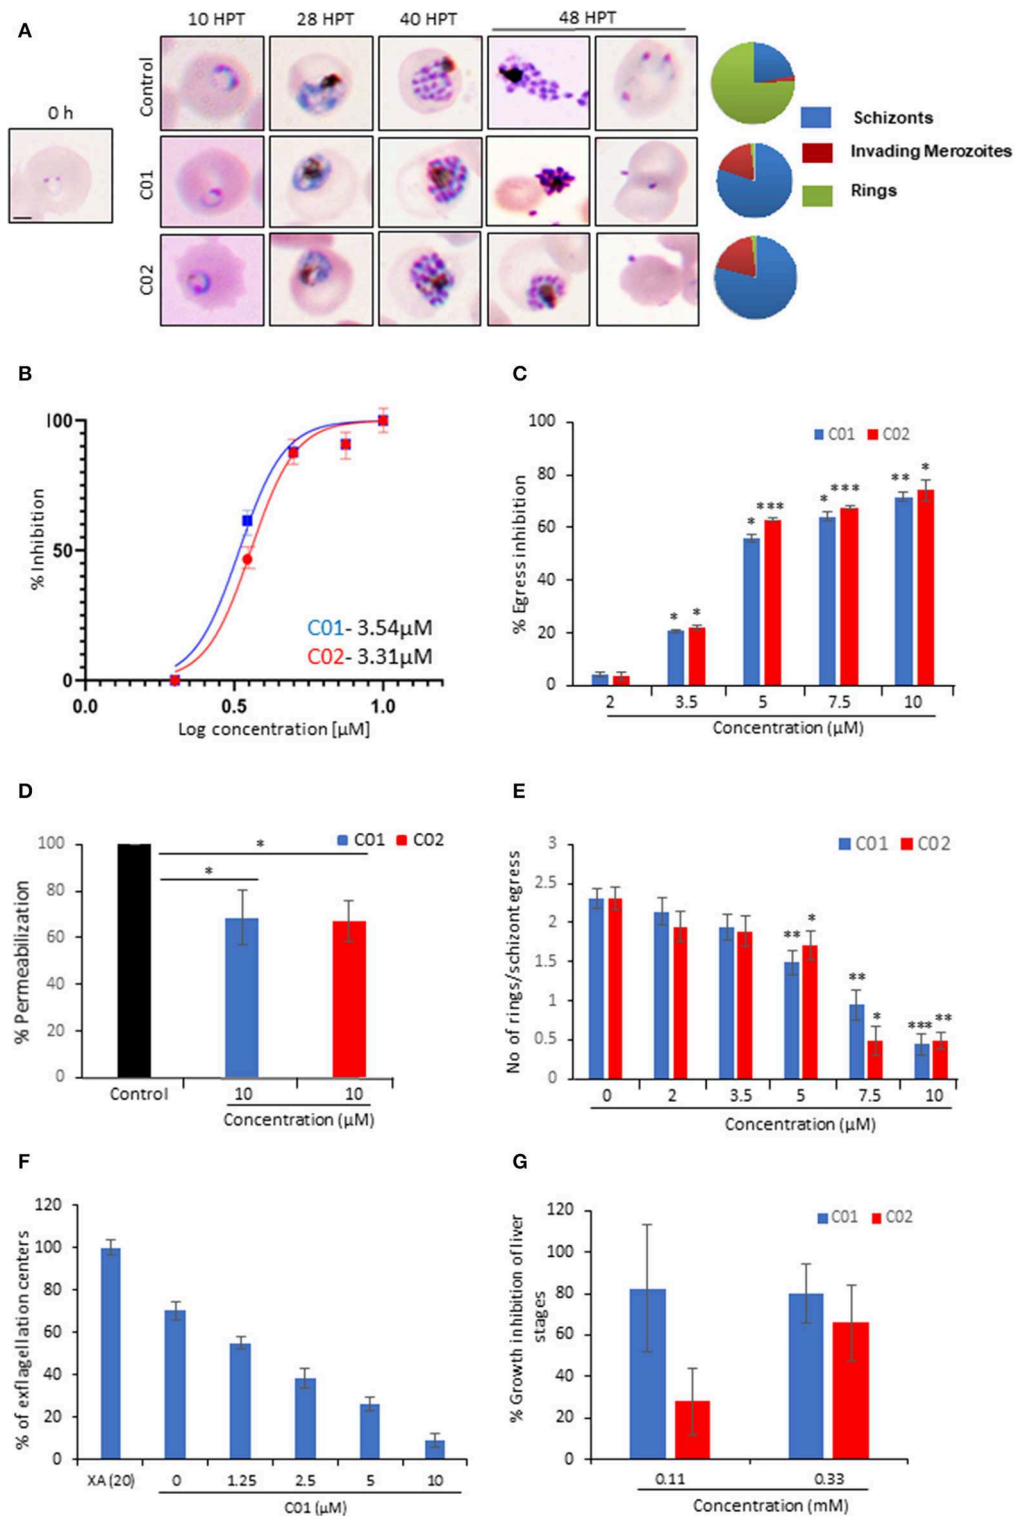 A
10 HPT
28 HPT
40 HPT
48 HPT
0 h
Control
C01
C02
Schizonts
Invading Merozoites
Rings
B
% Inhibition
100
50
0
0.0
0.5
1.0
Log concentration [µM]
C01- 3.54µM
C02- 3.31µM
C
% Egress inhibition
100
80
60
40
20
0
C01
C02
*
*
*
***
*
***
**
*
2
3.5
5
7.5
10
Concentration (µM)
D
% Permeabilization
100
80
60
40
20
0
C01
C02
*
*
Control
10
10
Concentration (µM)
E
No of rings/schizont egress
3
2.5
2
1.5
1
0.5
0
C01
C02
**
*
**
*
***
**
0
2
3.5
5
7.5
10
Concentration (µM)
F
% of exflagellation centers
120
100
80
60
40
20
0
XA (20)
0
1.25
2.5
5
10
C01 (µM)
G
% Growth inhibition of liver
stages
120
100
80
60
40
20
0
C01
C02
0.11
0.33
Concentration (mM)